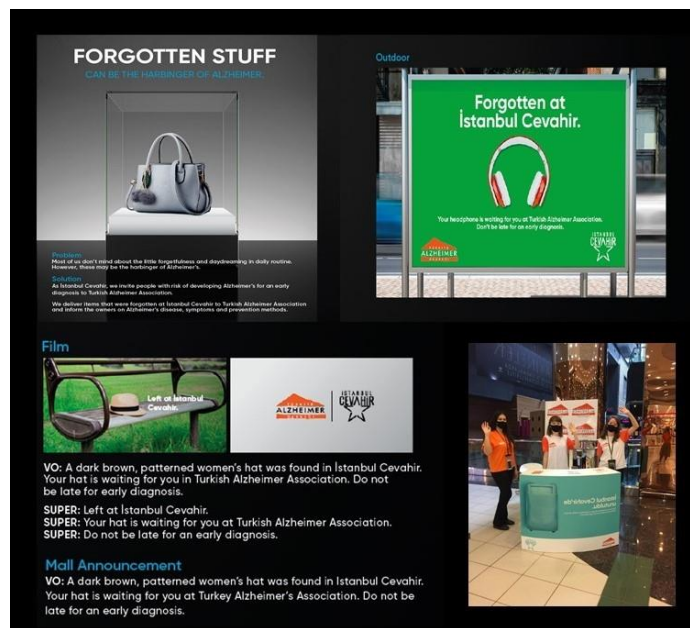 FORGOTTEN STUFF
CAN BE THE HARBINGER OF ALZHEIMER.
Problem
Most of us don't mind about the little forgetfulness and daydreaming in daily routine.
However, these may be the harbinger of Alzheimer's.
Solution
As İstanbul Cevahir, we invite people with risk of developing Alzheimer's for an early
diagnosis to Turkish Alzheimer Association.
We deliver items that were forgotten at İstanbul Cevahir to Turkish Alzheimer Association
and inform the owners on Alzheimer's disease, symptoms and prevention methods.
Outdoor
Forgotten at
İstanbul Cevahir.
Your headphone is waiting for you at Turkish Alzheimer Association.
Don't be late for an early diagnosis.
ALZHEIMER
İSTANBUL
CEVAHİR
Film
Left at İstanbul
Cevahir.
ALZHEIMER
İSTANBUL
CEVAHİR
VO: A dark brown, patterned women's hat was found in İstanbul Cevahir.
Your hat is waiting for you in Turkish Alzheimer Association. Do not
be late for early diagnosis.
SUPER: Left at İstanbul Cevahir.
SUPER: Your hat is waiting for you at Turkish Alzheimer Association.
SUPER: Do not be late for an early diagnosis.
Mall Announcement
VO: A dark brown, patterned women's hat was found in Istanbul Cevahir.
Your hat is waiting for you at Turkey Alzheimer's Association. Do not be
late for an early diagnosis.